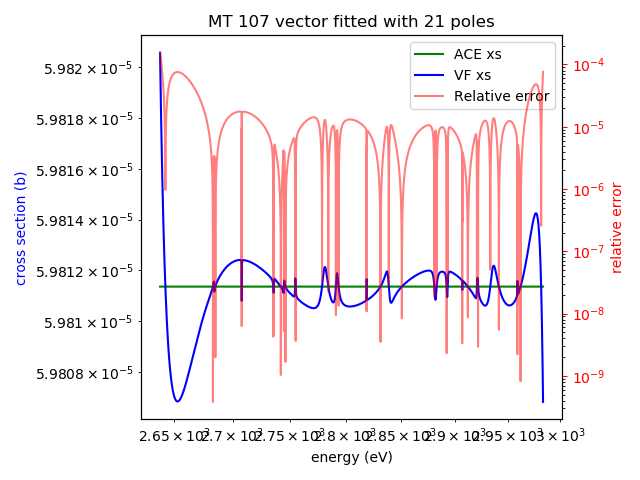 MT 107 vector fitted with 21 poles
ACE xs
VF xs
Relative error
5.982 × 10⁻⁵
5.9818 × 10⁻⁵
5.9816 × 10⁻⁵
5.9814 × 10⁻⁵
5.9812 × 10⁻⁵
5.981 × 10⁻⁵
5.9808 × 10⁻⁵
cross section (b)
10⁻⁴
10⁻⁵
10⁻⁶
10⁻⁷
10⁻⁸
10⁻⁹
relative error
2.65 × 10³ 2.7 × 10³ 2.75 × 10³ 2.8 × 10³ 2.85 × 10³ 2.9 × 10³ 2.95 × 10³ 3 × 10³
energy (eV)